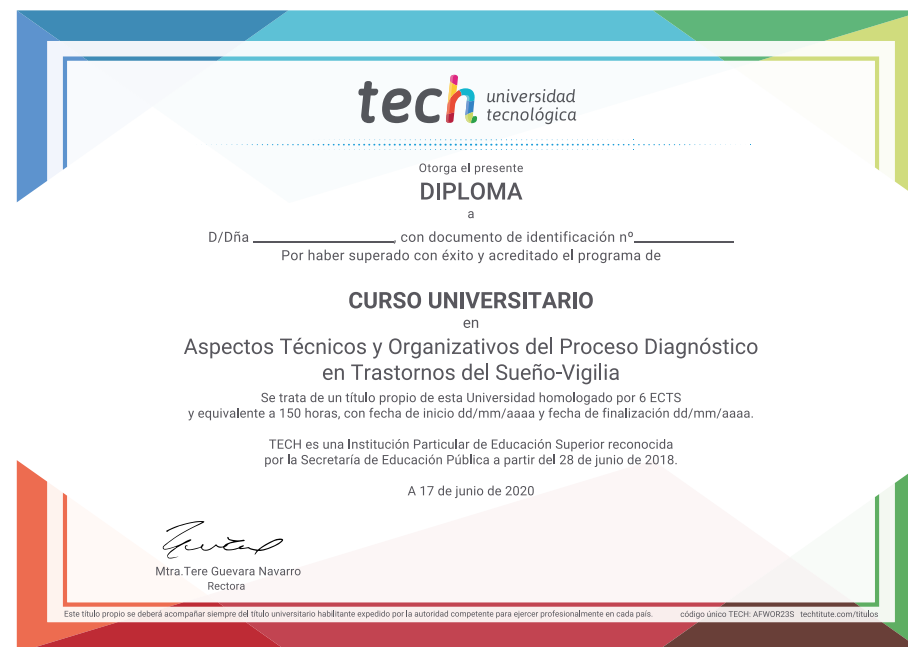 tech universidad
tecnológica
Otorga el presente
DIPLOMA
a
D/Dña ____________________, con documento de identificación nº______________
Por haber superado con éxito y acreditado el programa de
CURSO UNIVERSITARIO
en
Aspectos Técnicos y Organizativos del Proceso Diagnóstico
en Trastornos del Sueño-Vigilia
Se trata de un título propio de esta Universidad homologado por 6 ECTS
y equivalente a 150 horas, con fecha de inicio dd/mm/aaaa y fecha de finalización dd/mm/aaaa.
TECH es una Institución Particular de Educación Superior reconocida
por la Secretaría de Educación Pública a partir del 28 de junio de 2018.
A 17 de junio de 2020
Mtra.Tere Guevara Navarro
Rectora
Este título propio se deberá acompañar siempre del título universitario habilitante expedido por la autoridad competente para ejercer profesionalmente en cada país. código único TECH: AFWOR23S techtitute.com/titulos